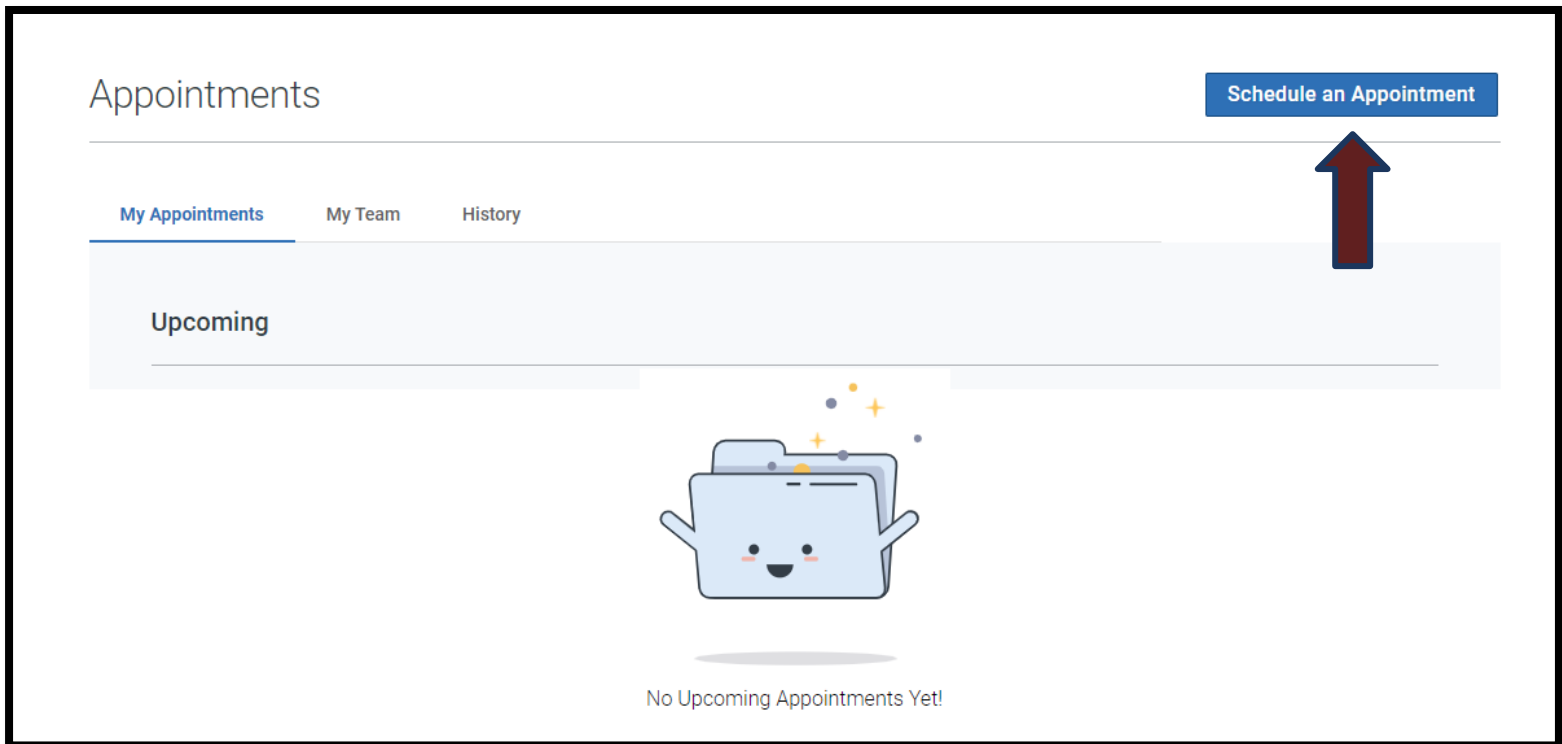 Appointments
Schedule an Appointment
My Appointments
My Team
History
Upcoming
No Upcoming Appointments Yet!